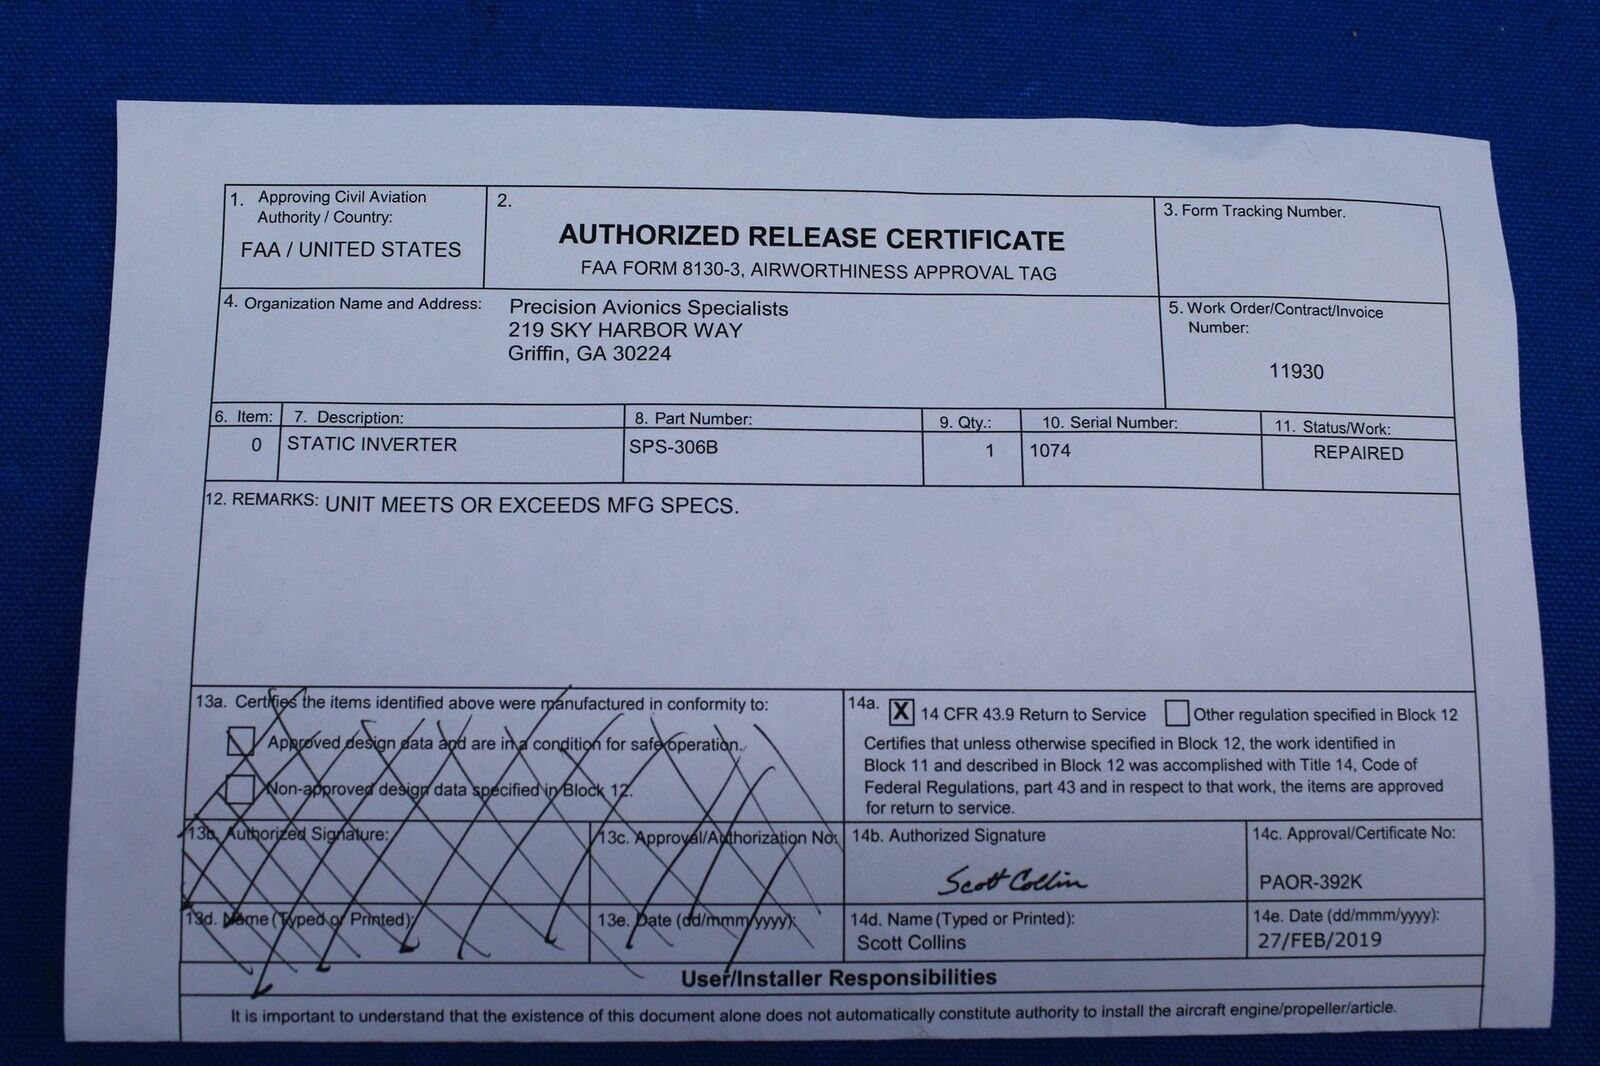 1. Approving Civil Aviation
Authority / Country:
FAA / UNITED STATES
2.
AUTHORIZED RELEASE CERTIFICATE
FAA FORM 8130-3, AIRWORTHINESS APPROVAL TAG
3. Form Tracking Number.
4. Organization Name and Address:
Precision Avionics Specialists
219 SKY HARBOR WAY
Griffin, GA 30224
5. Work Order/Contract/Invoice
Number:
11930
6. Item: 7. Description: 8. Part Number: 9. Qty.: 10. Serial Number: 11. Status/Work:
0 STATIC INVERTER SPS-306B 1 1074 REPAIRED
12. REMARKS: UNIT MEETS OR EXCEEDS MFG SPECS.
13a. Certifies the items identified above were manufactured in conformity to:
Approved design data and are in a condition for safe operation.
Non-approved design data specified in Block 12.
14a. X 14 CFR 43.9 Return to Service Other regulation specified in Block 12
Certifies that unless otherwise specified in Block 12, the work identified in
Block 11 and described in Block 12 was accomplished with Title 14, Code of
Federal Regulations, part 43 and in respect to that work, the items are approved
for return to service.
13b. Authorized Signature:
13c. Approval/Authorization No:
14b. Authorized Signature
Scott Collin
14c. Approval/Certificate No:
PAOR-392K
13d. Name (Typed or Printed):
13e. Date (dd/mmm/yyyy):
14d. Name (Typed or Printed):
Scott Collins
14e. Date (dd/mmm/yyyy):
27/FEB/2019
User/Installer Responsibilities
It is important to understand that the existence of this document alone does not automatically constitute authority to install the aircraft engine/propeller/article.